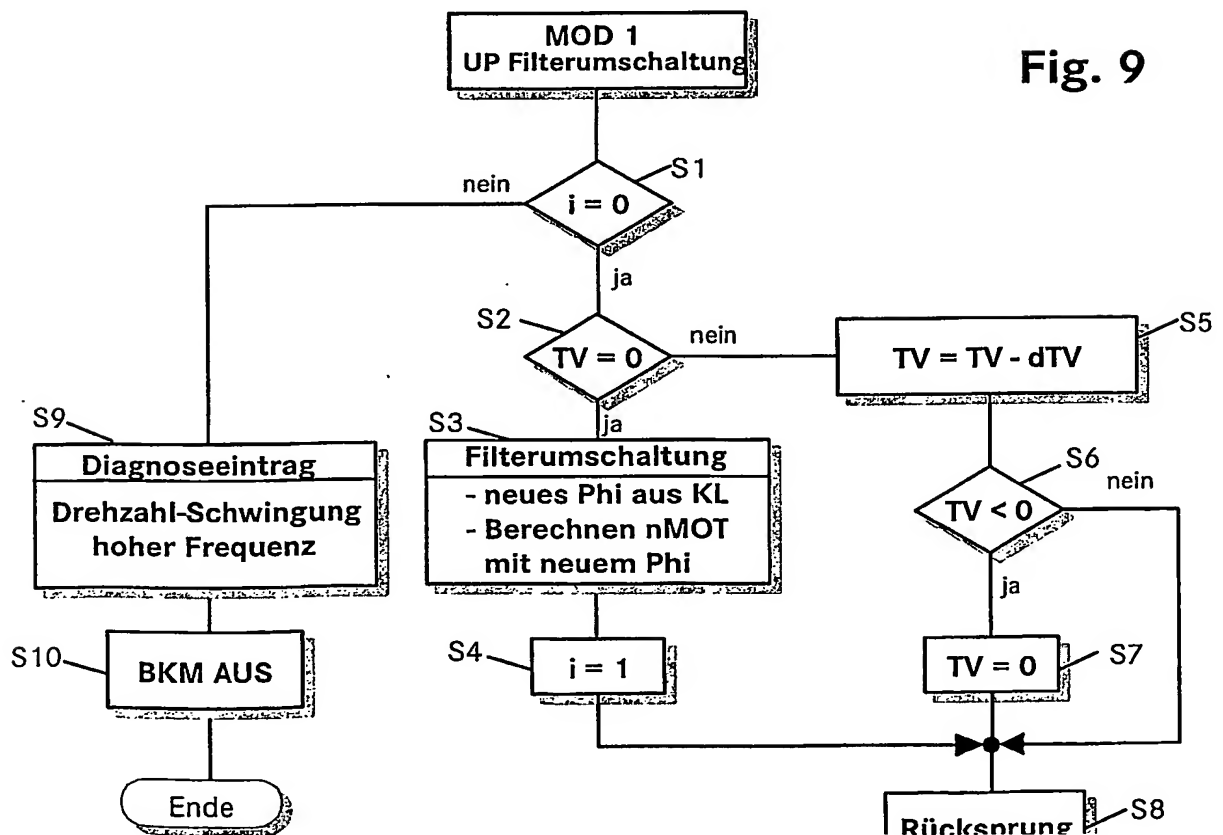 MOD 1
UP Filterumschaltung
Fig. 9
S1
nein
i = 0
ja
S2
TV = 0
nein
S5
TV = TV - dTV
ja
S9
Diagnoseeintrag
Drehzahl-Schwingung
hoher Frequenz
S3
Filterumschaltung
- neues Phi aus KL
- Berechnen nMOT
mit neuem Phi
S6
nein
TV < 0
ja
S10
BKM AUS
S4
i = 1
TV = 0
S7
Ende
Rücksprung
S8